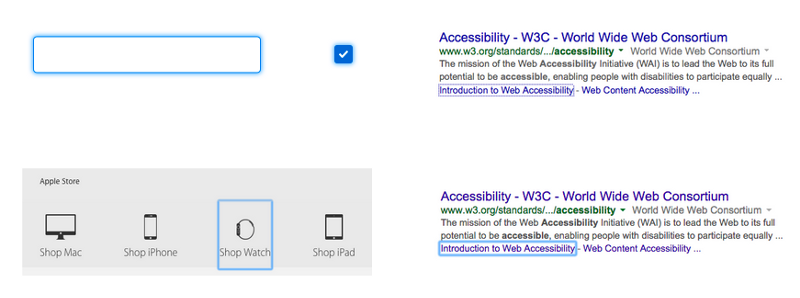 Accessibility - W3C - World Wide Web Consortium
www.w3.org/standards/.../accessibility ▾ World Wide Web Consortium ▾
The mission of the Web Accessibility Initiative (WAI) is to lead the Web to its full
potential to be accessible, enabling people with disabilities to participate equally ...
Introduction to Web Accessibility - Web Content Accessibility ...
Apple Store
Shop Mac Shop iPhone Shop Watch Shop iPad
Accessibility - W3C - World Wide Web Consortium
www.w3.org/standards/.../accessibility ▾ World Wide Web Consortium ▾
The mission of the Web Accessibility Initiative (WAI) is to lead the Web to its full
potential to be accessible, enabling people with disabilities to participate equally ...
Introduction to Web Accessibility - Web Content Accessibility ...